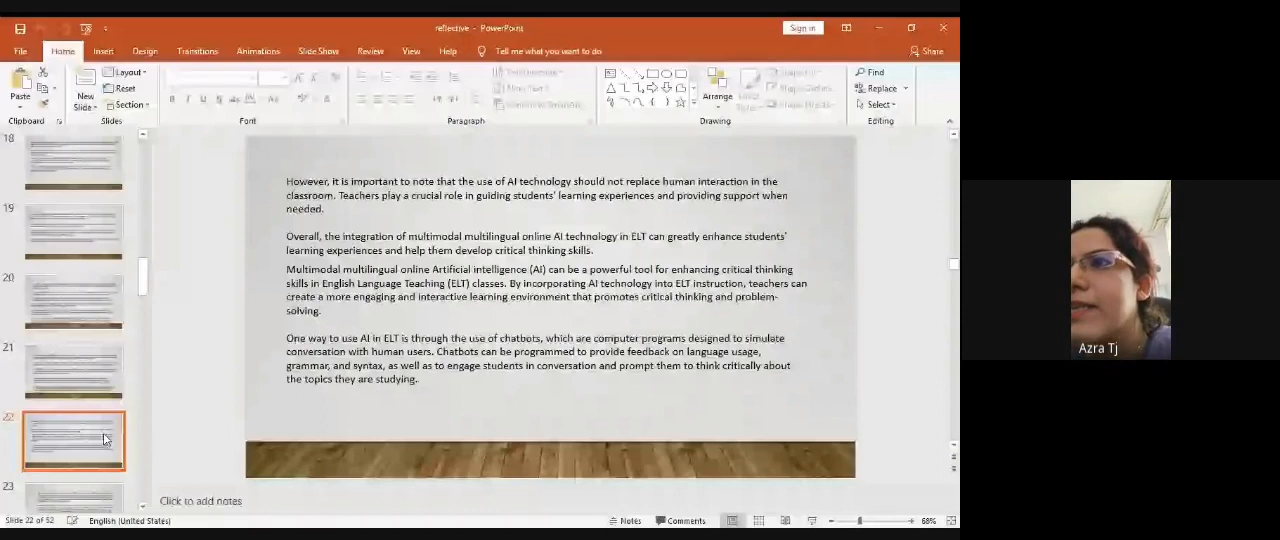 reflective - PowerPoint
Sign in
File Home Insert Design Transitions Animations Slide Show Review View Help Tell me what you want to do
Share
Paste
New Slide
Layout
Reset
Section
Arrange
Find
Replace
Select
Clipboard
Slides
Font
Paragraph
Drawing
Editing
18
19
20
21
22
23
However, it is important to note that the use of AI technology should not replace human interaction in the
classroom. Teachers play a crucial role in guiding students' learning experiences and providing support when
needed.
Overall, the integration of multimodal multilingual online AI technology in ELT can greatly enhance students'
learning experiences and help them develop critical thinking skills.
Multimodal multilingual online Artificial intelligence (AI) can be a powerful tool for enhancing critical thinking
skills in English Language Teaching (ELT) classes. By incorporating AI technology into ELT instruction, teachers can
create a more engaging and interactive learning environment that promotes critical thinking and problem-
solving.
One way to use AI in ELT is through the use of chatbots, which are computer programs designed to simulate
conversation with human users. Chatbots can be programmed to provide feedback on language usage,
grammar, and syntax, as well as to engage students in conversation and prompt them to think critically about
the topics they are studying.
Azra Tj
Click to add notes
Slide 22 of 52
English (United States)
Notes
Comments
68%